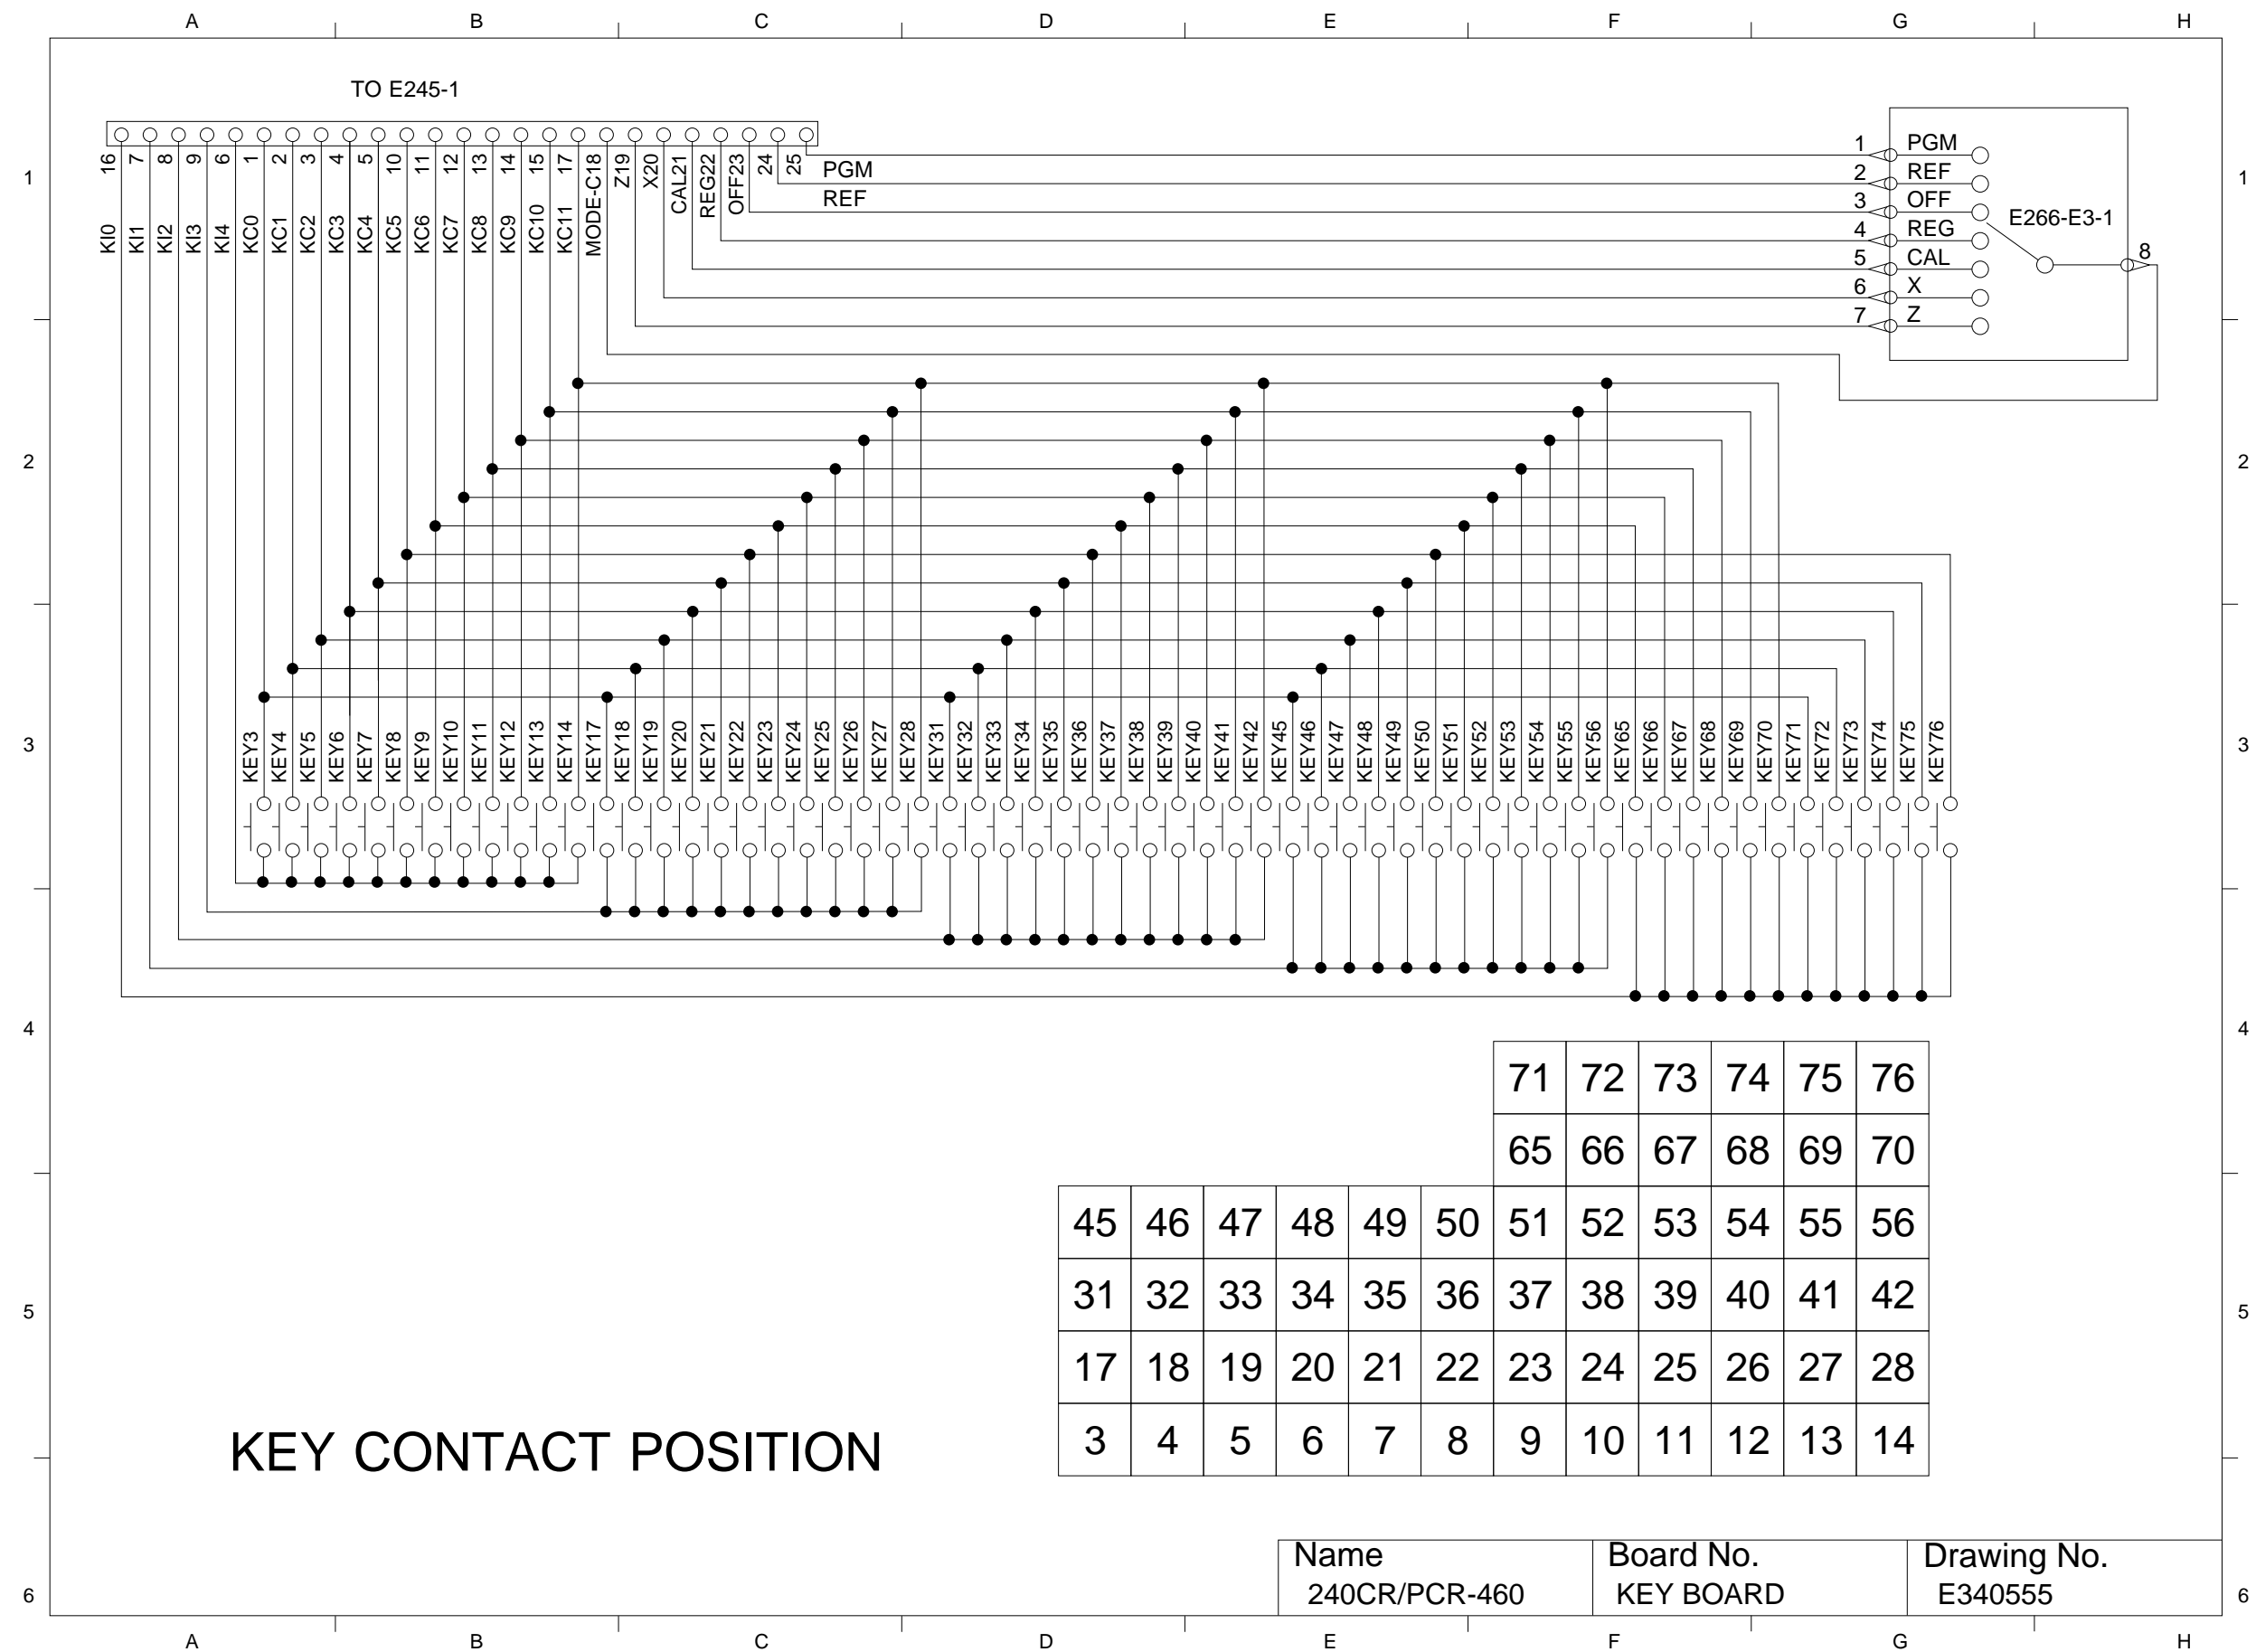 A B C D E F G H
TO E245-1
16 7 8 9 6 1 2 3 4 5 10 11 12 13 14 15 17 MODE-C18 Z19 X20 CAL21 REG22 OFF23 24 25
KI0 KI1 KI2 KI3 KI4 KC0 KC1 KC2 KC3 KC4 KC5 KC6 KC7 KC8 KC9 KC10 KC11
PGM
REF
1 PGM
2 REF
3 OFF
E266-E3-1
4 REG
8
5 CAL
6 X
7 Z
1 1
2 2
3 3
KEY3 KEY4 KEY5 KEY6 KEY7 KEY8 KEY9 KEY10 KEY11 KEY12 KEY13 KEY14 KEY17 KEY18 KEY19 KEY20 KEY21 KEY22 KEY23 KEY24 KEY25 KEY26 KEY27 KEY28 KEY31 KEY32 KEY33 KEY34 KEY35 KEY36 KEY37 KEY38 KEY39 KEY40 KEY41 KEY42 KEY45 KEY46 KEY47 KEY48 KEY49 KEY50 KEY51 KEY52 KEY53 KEY54 KEY55 KEY56 KEY65 KEY66 KEY67 KEY68 KEY69 KEY70 KEY71 KEY72 KEY73 KEY74 KEY75 KEY76
4 4
71 72 73 74 75 76
65 66 67 68 69 70
45 46 47 48 49 50 51 52 53 54 55 56
31 32 33 34 35 36 37 38 39 40 41 42
5 5
17 18 19 20 21 22 23 24 25 26 27 28
3 4 5 6 7 8 9 10 11 12 13 14
KEY CONTACT POSITION
Name Board No. Drawing No.
240CR/PCR-460 KEY BOARD E340555
6 6
A B C D E F G H